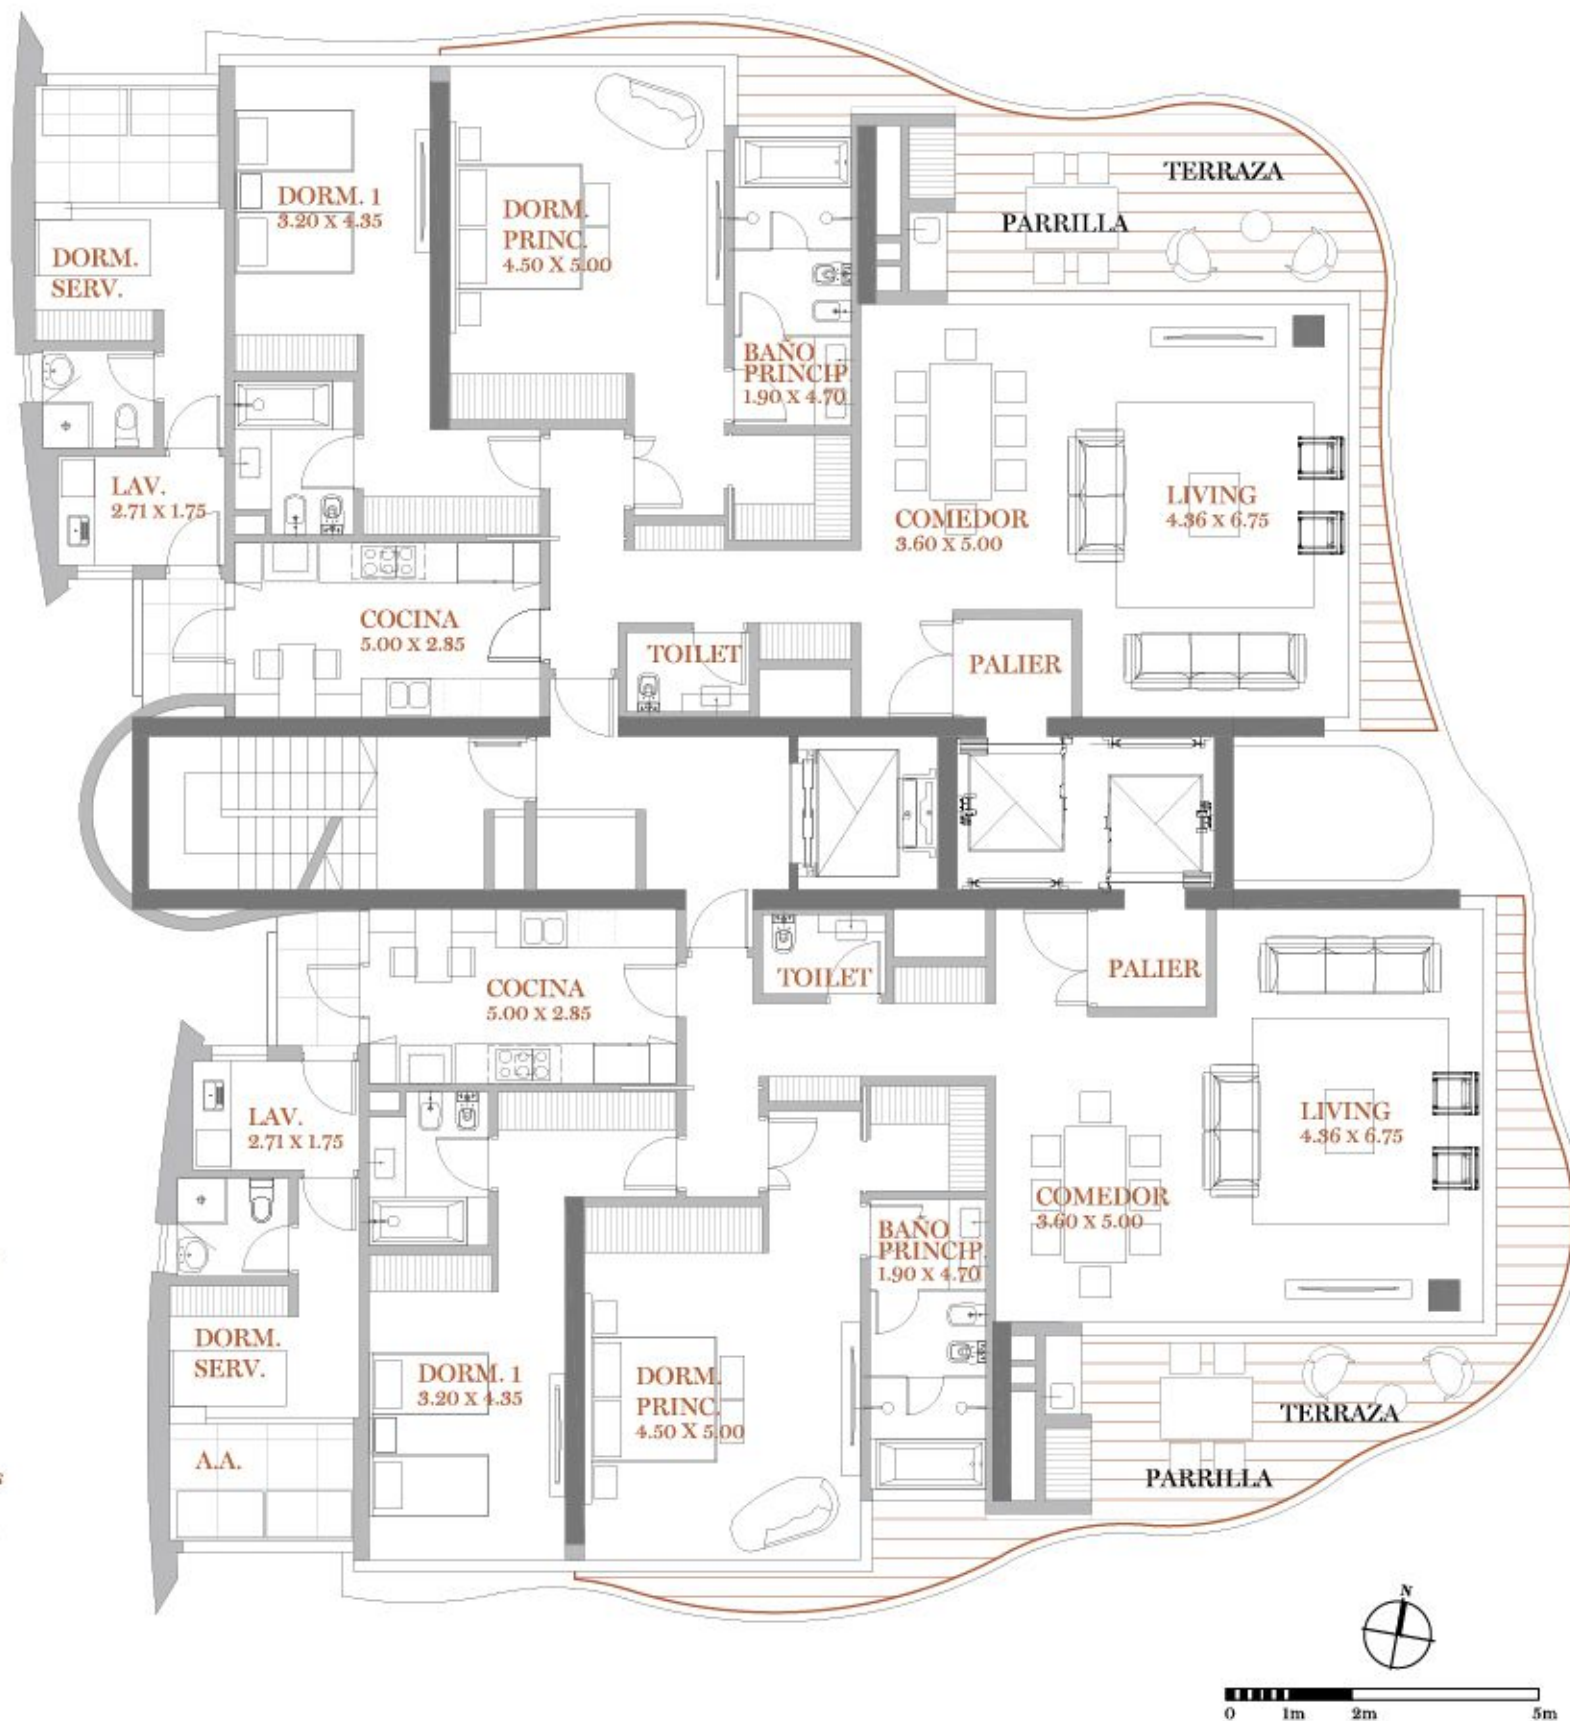 TERRAZA
DORM. 1
3.20 X 4.35
DORM.
PRINC.
4.50 X 5.00
PARRILLA
DORM.
SERV.
BAÑO
PRINCIP.
1.90 X 4.70
LAV.
2.71 X 1.75
COMEDOR
3.60 X 5.00
LIVING
4.36 X 6.75
COCINA
5.00 X 2.85
TOILET
PALIER
COCINA
5.00 X 2.85
TOILET
PALIER
LAV.
2.71 X 1.75
LIVING
4.36 X 6.75
COMEDOR
3.60 X 5.00
BAÑO
PRINCIP.
1.90 X 4.70
DORM.
SERV.
DORM. 1
3.20 X 4.35
DORM.
PRINC.
4.50 X 5.00
TERRAZA
A.A.
PARRILLA
N
0 1m 2m 5m